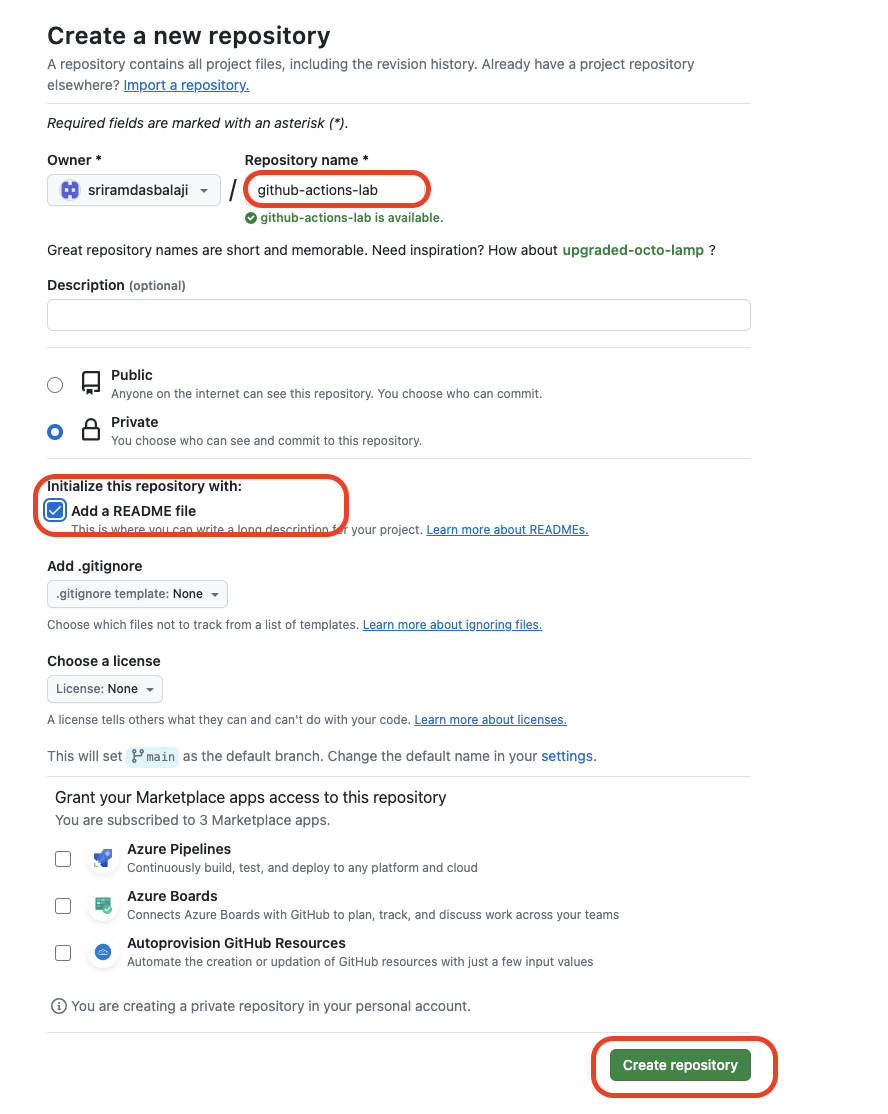 Create a new repository
A repository contains all project files, including the revision history. Already have a project repository
elsewhere? Import a repository.
Required fields are marked with an asterisk (*).
Owner *
Repository name *
sriramdasbalaji
/
github-actions-lab
github-actions-lab is available.
Great repository names are short and memorable. Need inspiration? How about upgraded-octo-lamp ?
Description (optional)
Public
Anyone on the internet can see this repository. You choose who can commit.
Private
You choose who can see and commit to this repository.
Initialize this repository with:
Add a README file
This is where you can write a long description for your project. Learn more about READMEs.
Add .gitignore
.gitignore template: None
Choose which files not to track from a list of templates. Learn more about ignoring files.
Choose a license
License: None
A license tells others what they can and can't do with your code. Learn more about licenses.
This will set main as the default branch. Change the default name in your settings.
Grant your Marketplace apps access to this repository
You are subscribed to 3 Marketplace apps.
Azure Pipelines
Continuously build, test, and deploy to any platform and cloud
Azure Boards
Connects Azure Boards with GitHub to plan, track, and discuss work across your teams
Autoprovision GitHub Resources
Automate the creation or updation of GitHub resources with just a few input values
You are creating a private repository in your personal account.
Create repository